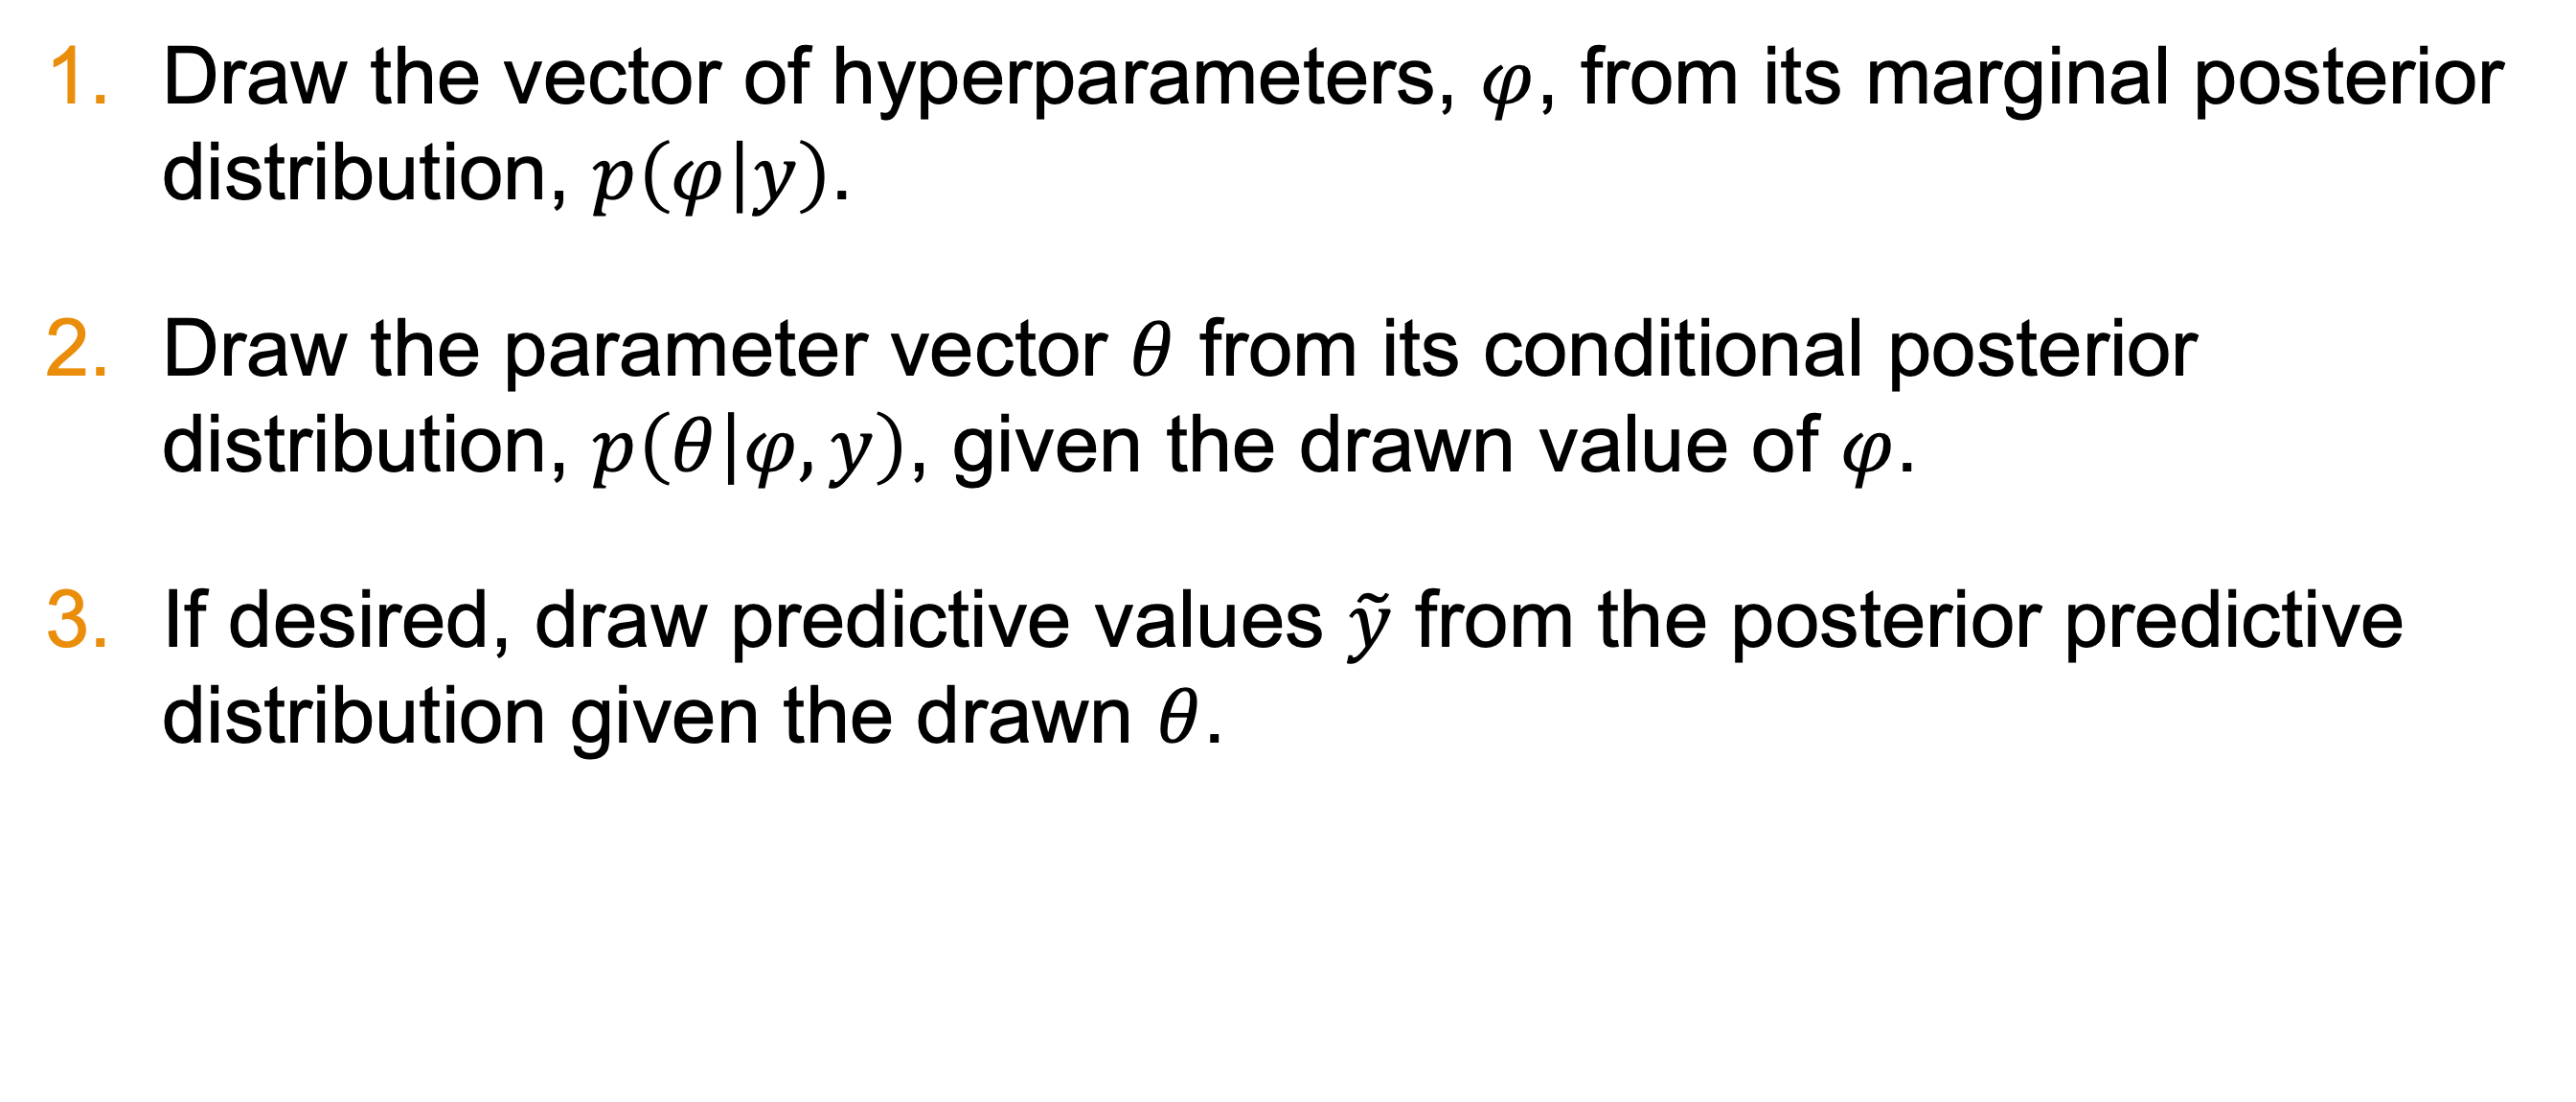 1. Draw the vector of hyperparameters, φ, from its marginal posterior
distribution, p(φ|y).
2. Draw the parameter vector θ from its conditional posterior
distribution, p(θ|φ, y), given the drawn value of φ.
3. If desired, draw predictive values ỹ from the posterior predictive
distribution given the drawn θ.